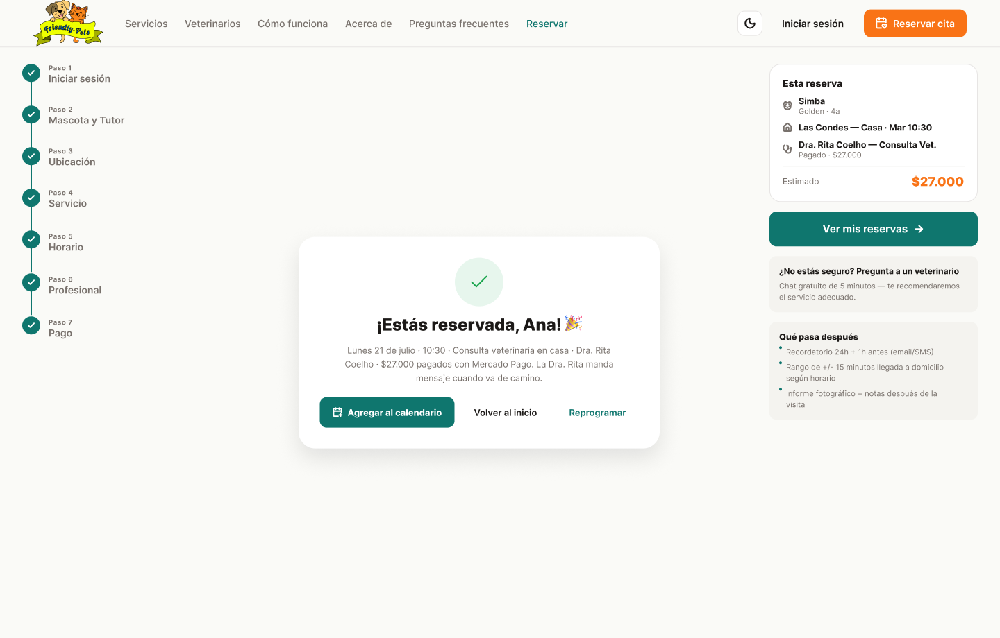 Friendly-Pets
Servicios
Veterinarios
Cómo funciona
Acerca de
Preguntas frecuentes
Reservar
Iniciar sesión
Reservar cita
Paso 1
Iniciar sesión
Paso 2
Mascota y Tutor
Paso 3
Ubicación
Paso 4
Servicio
Paso 5
Horario
Paso 6
Profesional
Paso 7
Pago
¡Estás reservada, Ana! 🎉
Lunes 21 de julio · 10:30 · Consulta veterinaria en casa · Dra. Rita
Coelho · $27.000 pagados con Mercado Pago. La Dra. Rita manda
mensaje cuando va de camino.
Agregar al calendario
Volver al inicio
Reprogramar
Esta reserva
Simba
Golden · 4a
Las Condes — Casa · Mar 10:30
Dra. Rita Coelho — Consulta Vet.
Pagado · $27.000
Estimado
$27.000
Ver mis reservas →
¿No estás seguro? Pregunta a un veterinario
Chat gratuito de 5 minutos — te recomendaremos
el servicio adecuado.
Qué pasa después
• Recordatorio 24h + 1h antes (email/SMS)
• Rango de +/- 15 minutos llegada a domicilio
según horario
• Informe fotográfico + notas después de la
visita